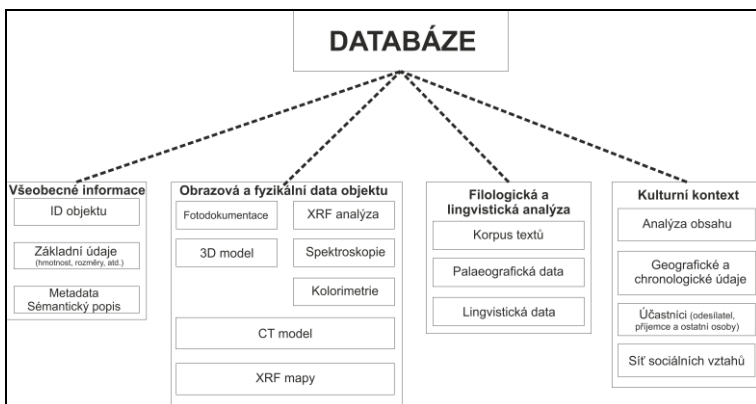 DATABÁZE
Všeobecné informace
ID objektu
Základní údaje
(hmotnost, rozměry, atd.)
Metadata
Sémantický popis
Obrazová a fyzikální data objektu
Fotodokumentace
XRF analýza
3D model
Spektroskopie
Kolorimetrie
CT model
XRF mapy
Filologická a
lingvistická analýza
Korpus textů
Palaeografická data
Lingvistická data
Kulturní kontext
Analýza obsahu
Geografické a
chronologické údaje
Účastníci (odesílatel,
příjemce a ostatní osoby)
Síť sociálních vztahů